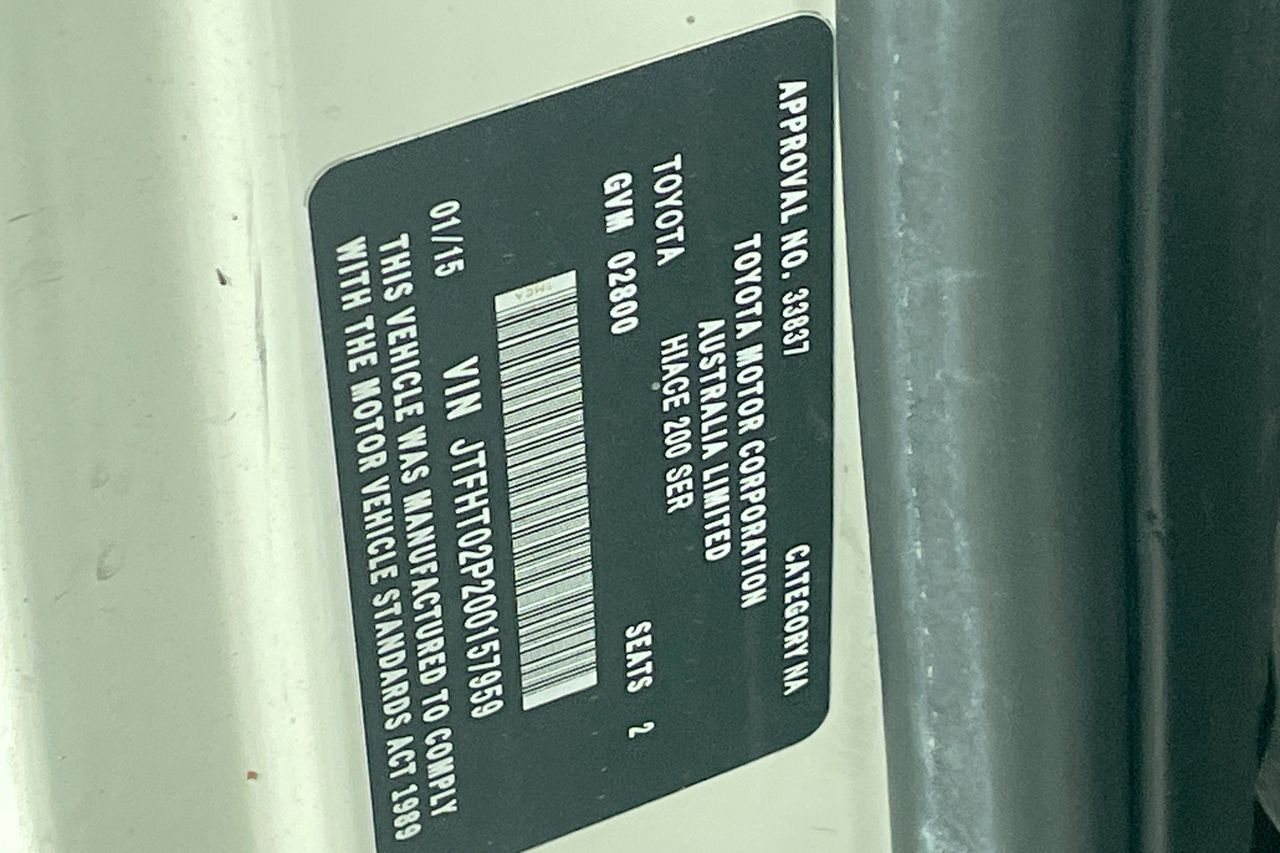 APPROVAL NO. 33837 CATEGORY NA
TOYOTA MOTOR CORPORATION
AUSTRALIA LIMITED
TOYOTA HIACE 200 SER
GVM 02800 SEATS 2
TMCA
01/15 VIN JTFHT02P200157959
THIS VEHICLE WAS MANUFACTURED TO COMPLY
WITH THE MOTOR VEHICLE STANDARDS ACT 1989